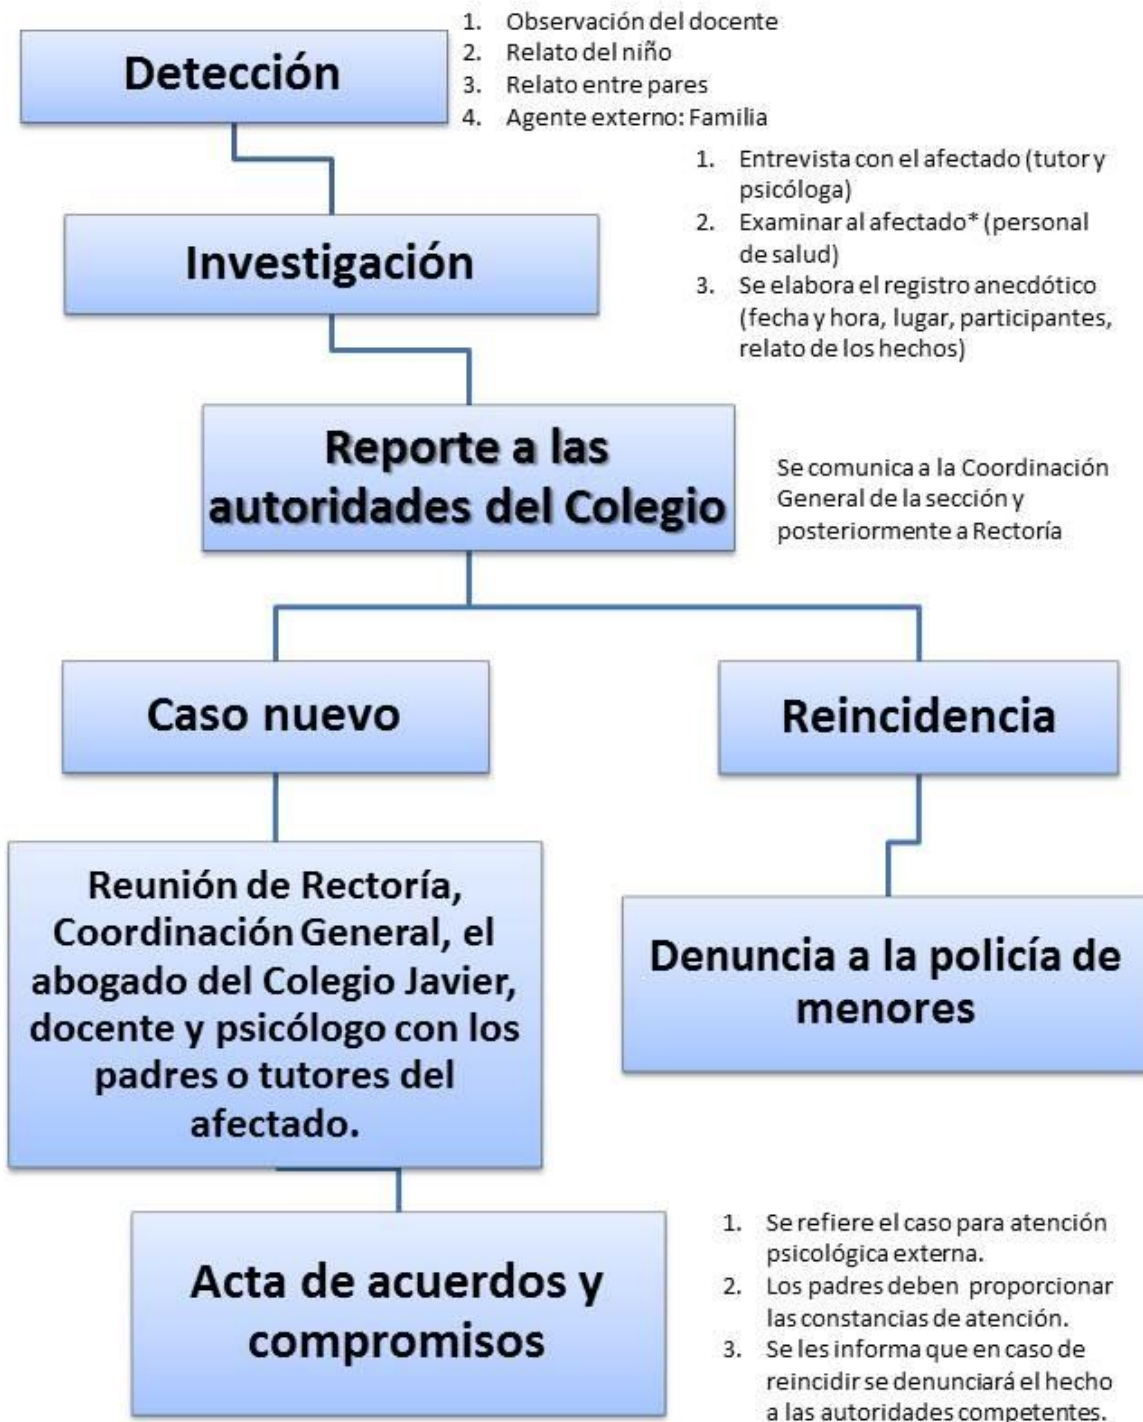 Detección
1. Observación del docente
2. Relato del niño
3. Relato entre pares
4. Agente externo: Familia
Investigación
1. Entrevista con el afectado (tutor y
psicóloga)
2. Examinar al afectado* (personal
de salud)
3. Se elabora el registro anecdótico
(fecha y hora, lugar, participantes,
relato de los hechos)
Reporte a las
autoridades del Colegio
Se comunica a la Coordinación
General de la sección y
posteriormente a Rectoría
Caso nuevo
Reincidencia
Reunión de Rectoría,
Coordinación General, el
abogado del Colegio Javier,
docente y psicólogo con los
padres o tutores del
afectado.
Denuncia a la policía de
menores
Acta de acuerdos y
compromisos
1. Se refiere el caso para atención
psicológica externa.
2. Los padres deben proporcionar
las constancias de atención.
3. Se les informa que en caso de
reincidir se denunciará el hecho
a las autoridades competentes.